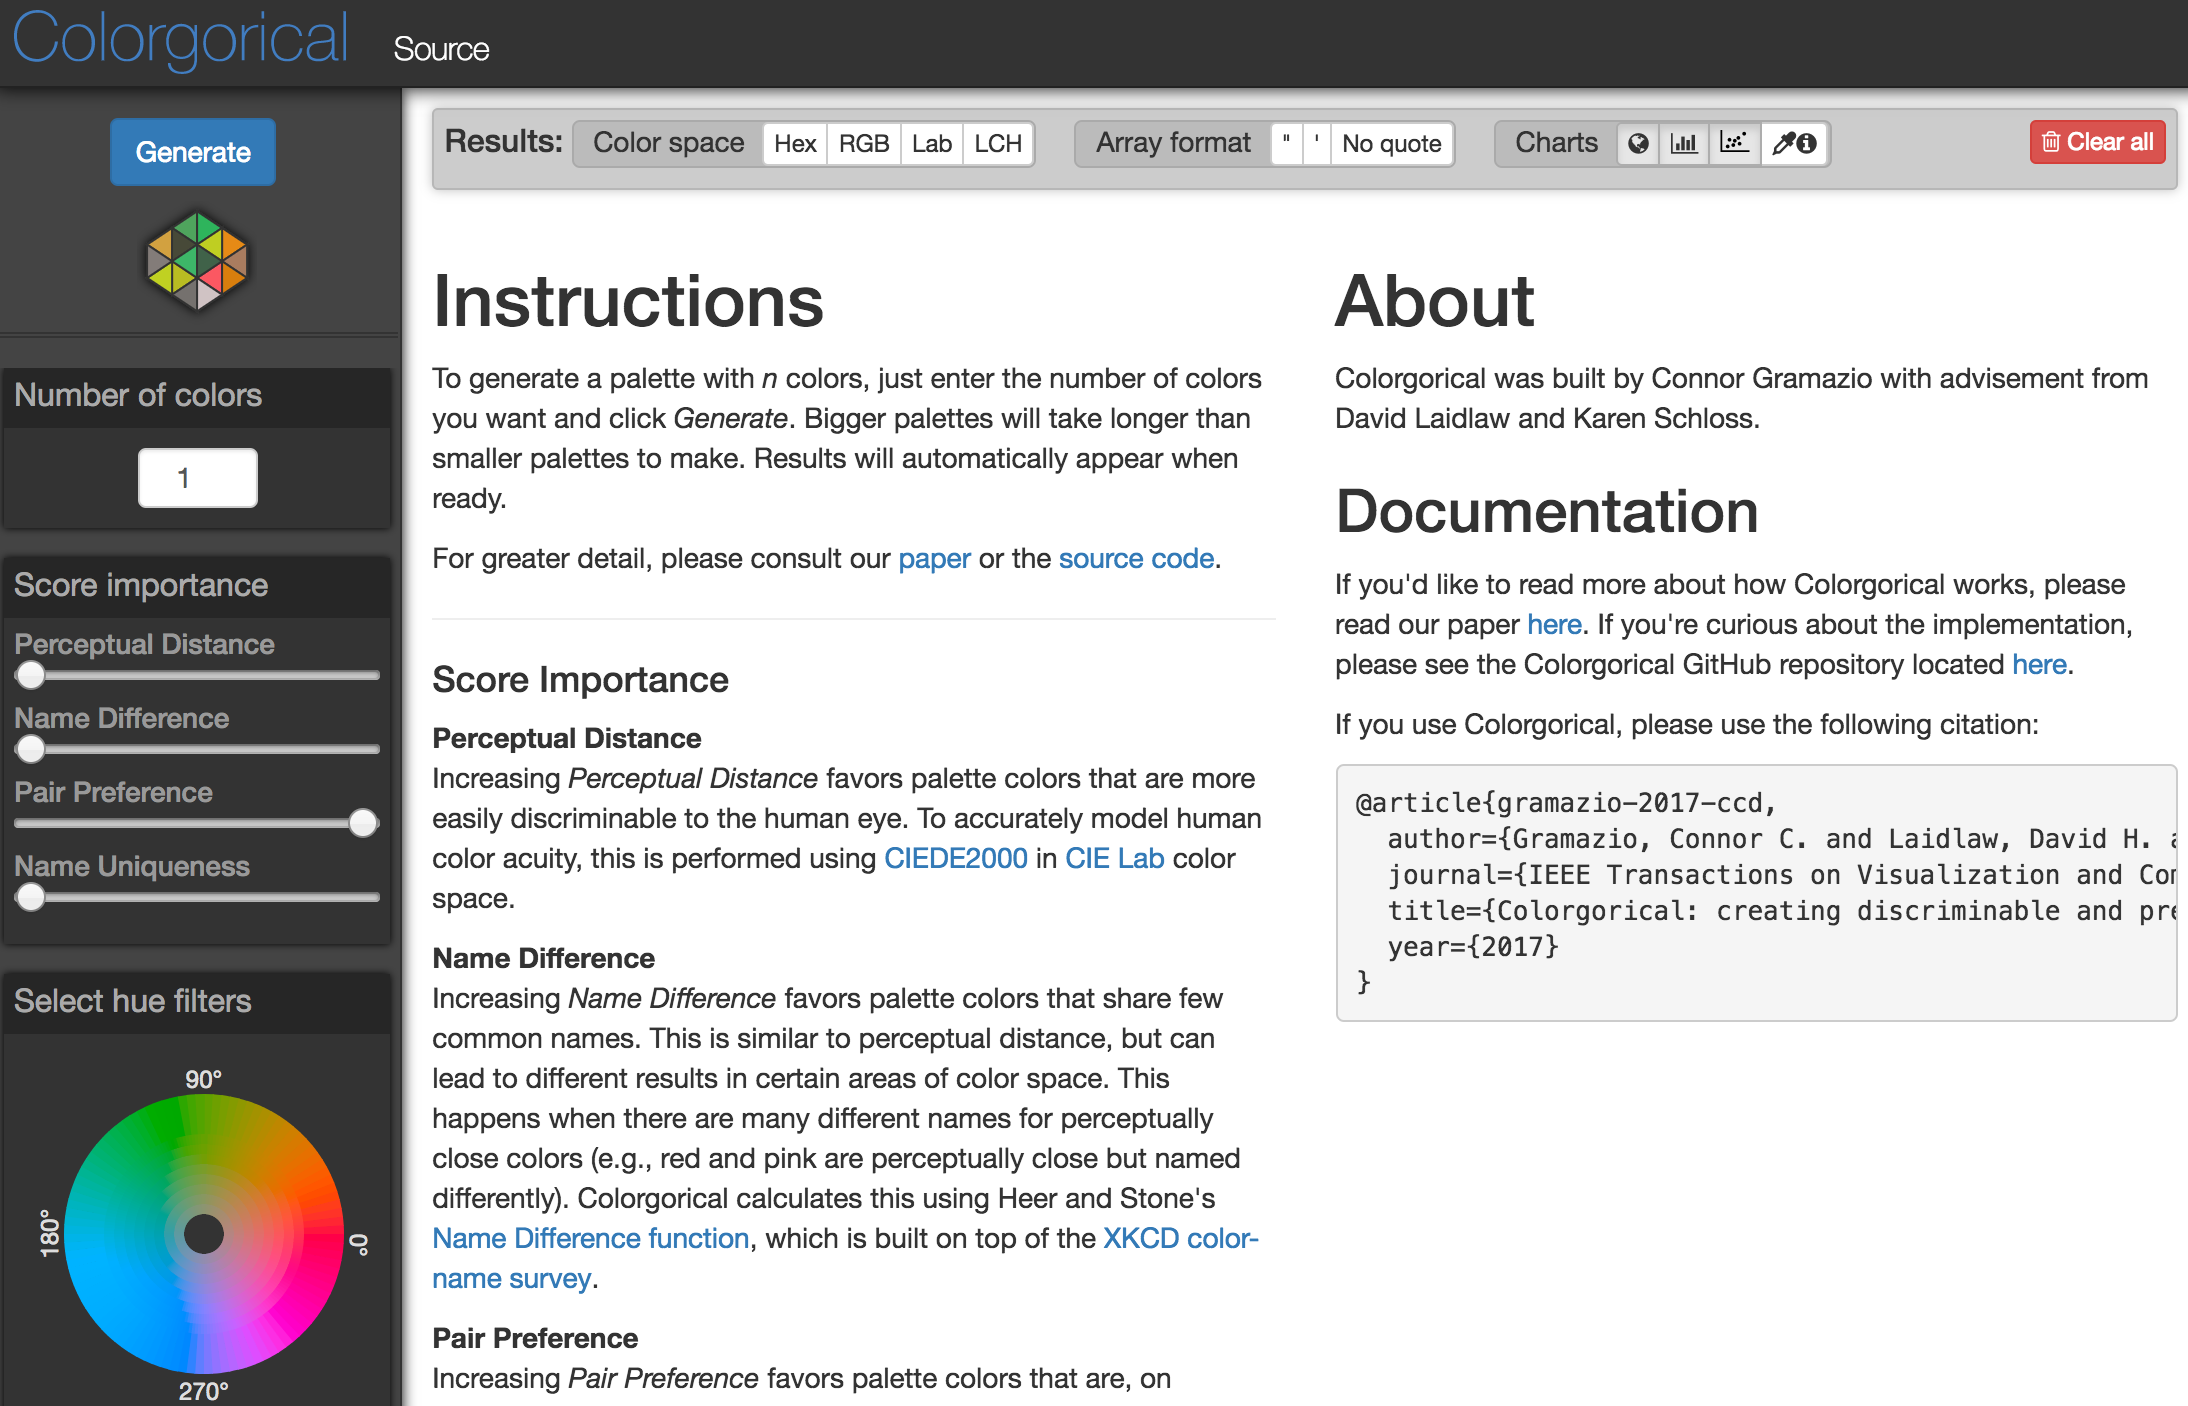 Colorgorical Source
Generate
Number of colors
1
Score importance
Perceptual Distance
Name Difference
Pair Preference
Name Uniqueness
Select hue filters
90°
180°
0°
270°
Results: Color space Hex RGB Lab LCH Array format " ' No quote Charts Clear all
Instructions
To generate a palette with n colors, just enter the number of colors
you want and click Generate. Bigger palettes will take longer than
smaller palettes to make. Results will automatically appear when
ready.
For greater detail, please consult our paper or the source code.
Score Importance
Perceptual Distance
Increasing Perceptual Distance favors palette colors that are more
easily discriminable to the human eye. To accurately model human
color acuity, this is performed using CIEDE2000 in CIE Lab color
space.
Name Difference
Increasing Name Difference favors palette colors that share few
common names. This is similar to perceptual distance, but can
lead to different results in certain areas of color space. This
happens when there are many different names for perceptually
close colors (e.g., red and pink are perceptually close but named
differently). Colorgorical calculates this using Heer and Stone's
Name Difference function, which is built on top of the XKCD color-
name survey.
Pair Preference
Increasing Pair Preference favors palette colors that are, on
About
Colorgorical was built by Connor Gramazio with advisement from
David Laidlaw and Karen Schloss.
Documentation
If you'd like to read more about how Colorgorical works, please
read our paper here. If you're curious about the implementation,
please see the Colorgorical GitHub repository located here.
If you use Colorgorical, please use the following citation:
@article{gramazio-2017-ccd,
author={Gramazio, Connor C. and Laidlaw, David H.
journal={IEEE Transactions on Visualization and
title={Colorgorical: creating discriminable and
year={2017}
}